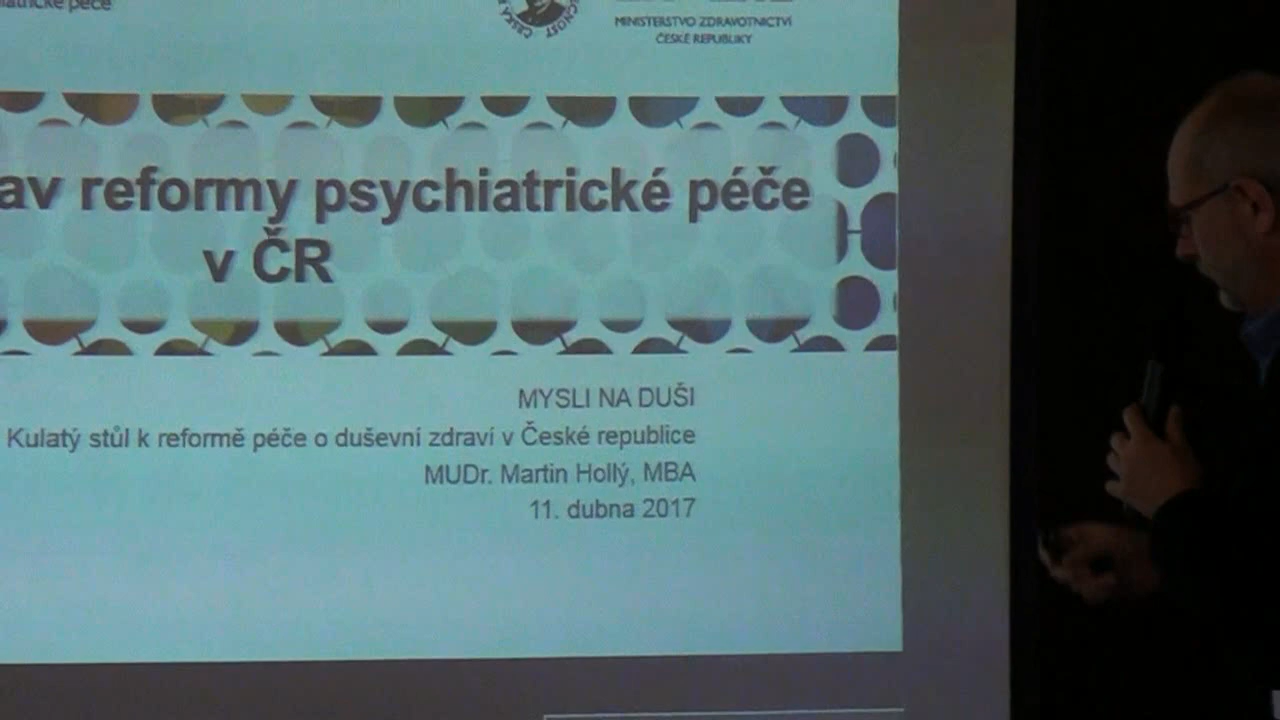 péče
MINISTERSTVO ZDRAVOTNICTVÍ
ČESKÉ REPUBLIKY
av reformy psychiatrické péče
v ČR
MYSLI NA DUŠI
Kulatý stůl k reformě péče o duševní zdraví v České republice
MUDr. Martin Hollý, MBA
11. dubna 2017